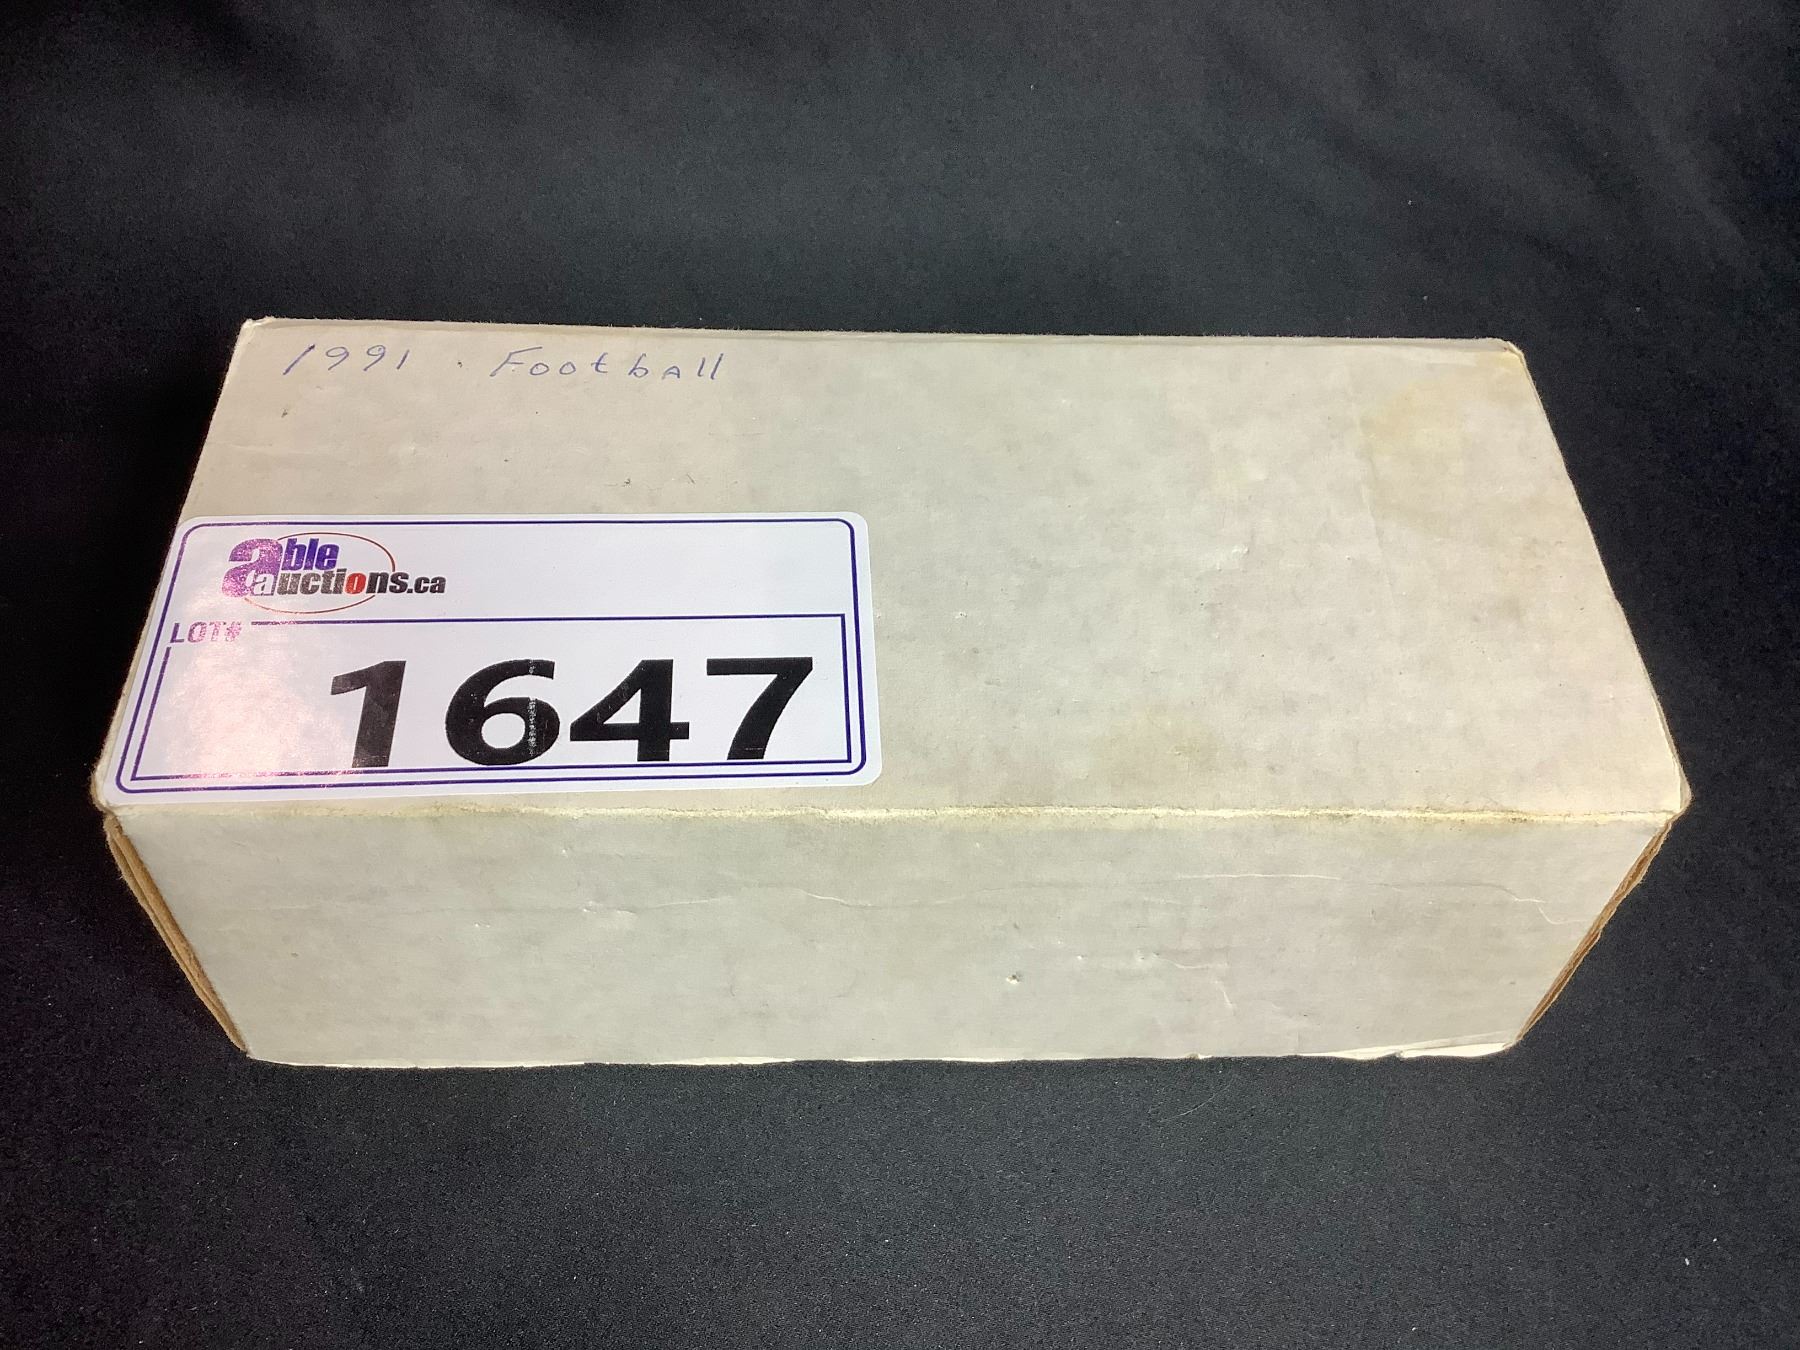 1991 Football
able
auctions.ca
LOT#
1647